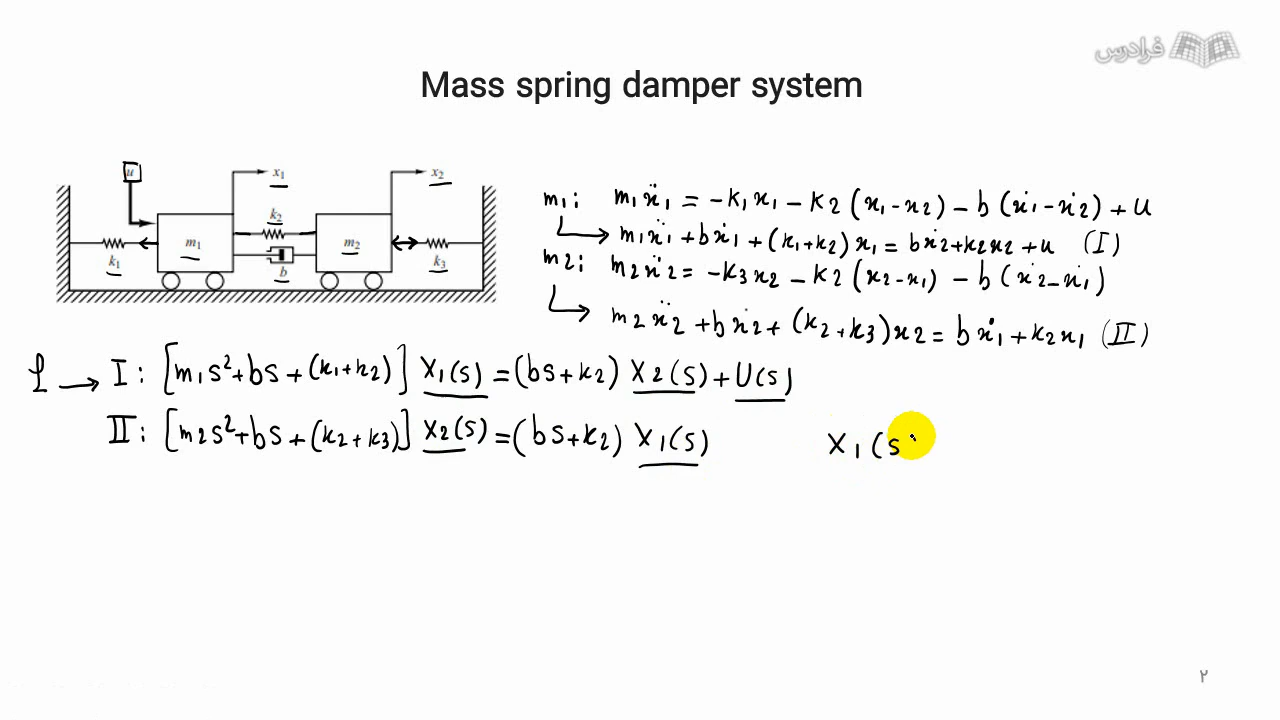 فرادرس
Mass spring damper system
u
x₁
x₂
k₂
m₁
m₂
k₁
b
k₃
m₁: m₁ẍ₁ = -k₁x₁ - k₂(x₁-x₂) - b(ẋ₁-ẋ₂) + u
m₁ẍ₁ + bẋ₁ + (k₁+k₂)x₁ = bẋ₂ + k₂x₂ + u (I)
m₂: m₂ẍ₂ = -k₃x₂ - k₂(x₂-x₁) - b(ẋ₂-ẋ₁)
m₂ẍ₂ + bẋ₂ + (k₂+k₃)x₂ = bẋ₁ + k₂x₁ (II)
ℒ → I: [m₁s²+bs+(k₁+k₂)] X₁(s) = (bs+k₂) X₂(s) + U(s)
II: [m₂s²+bs+(k₂+k₃)] X₂(s) = (bs+k₂) X₁(s)
X₁(s
۲